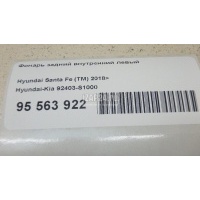 Фонарь задний внутренний левый
Hyundai Santa Fe (TM) 2018>
Hyundai-Kia 92403-S1000
95 563 922